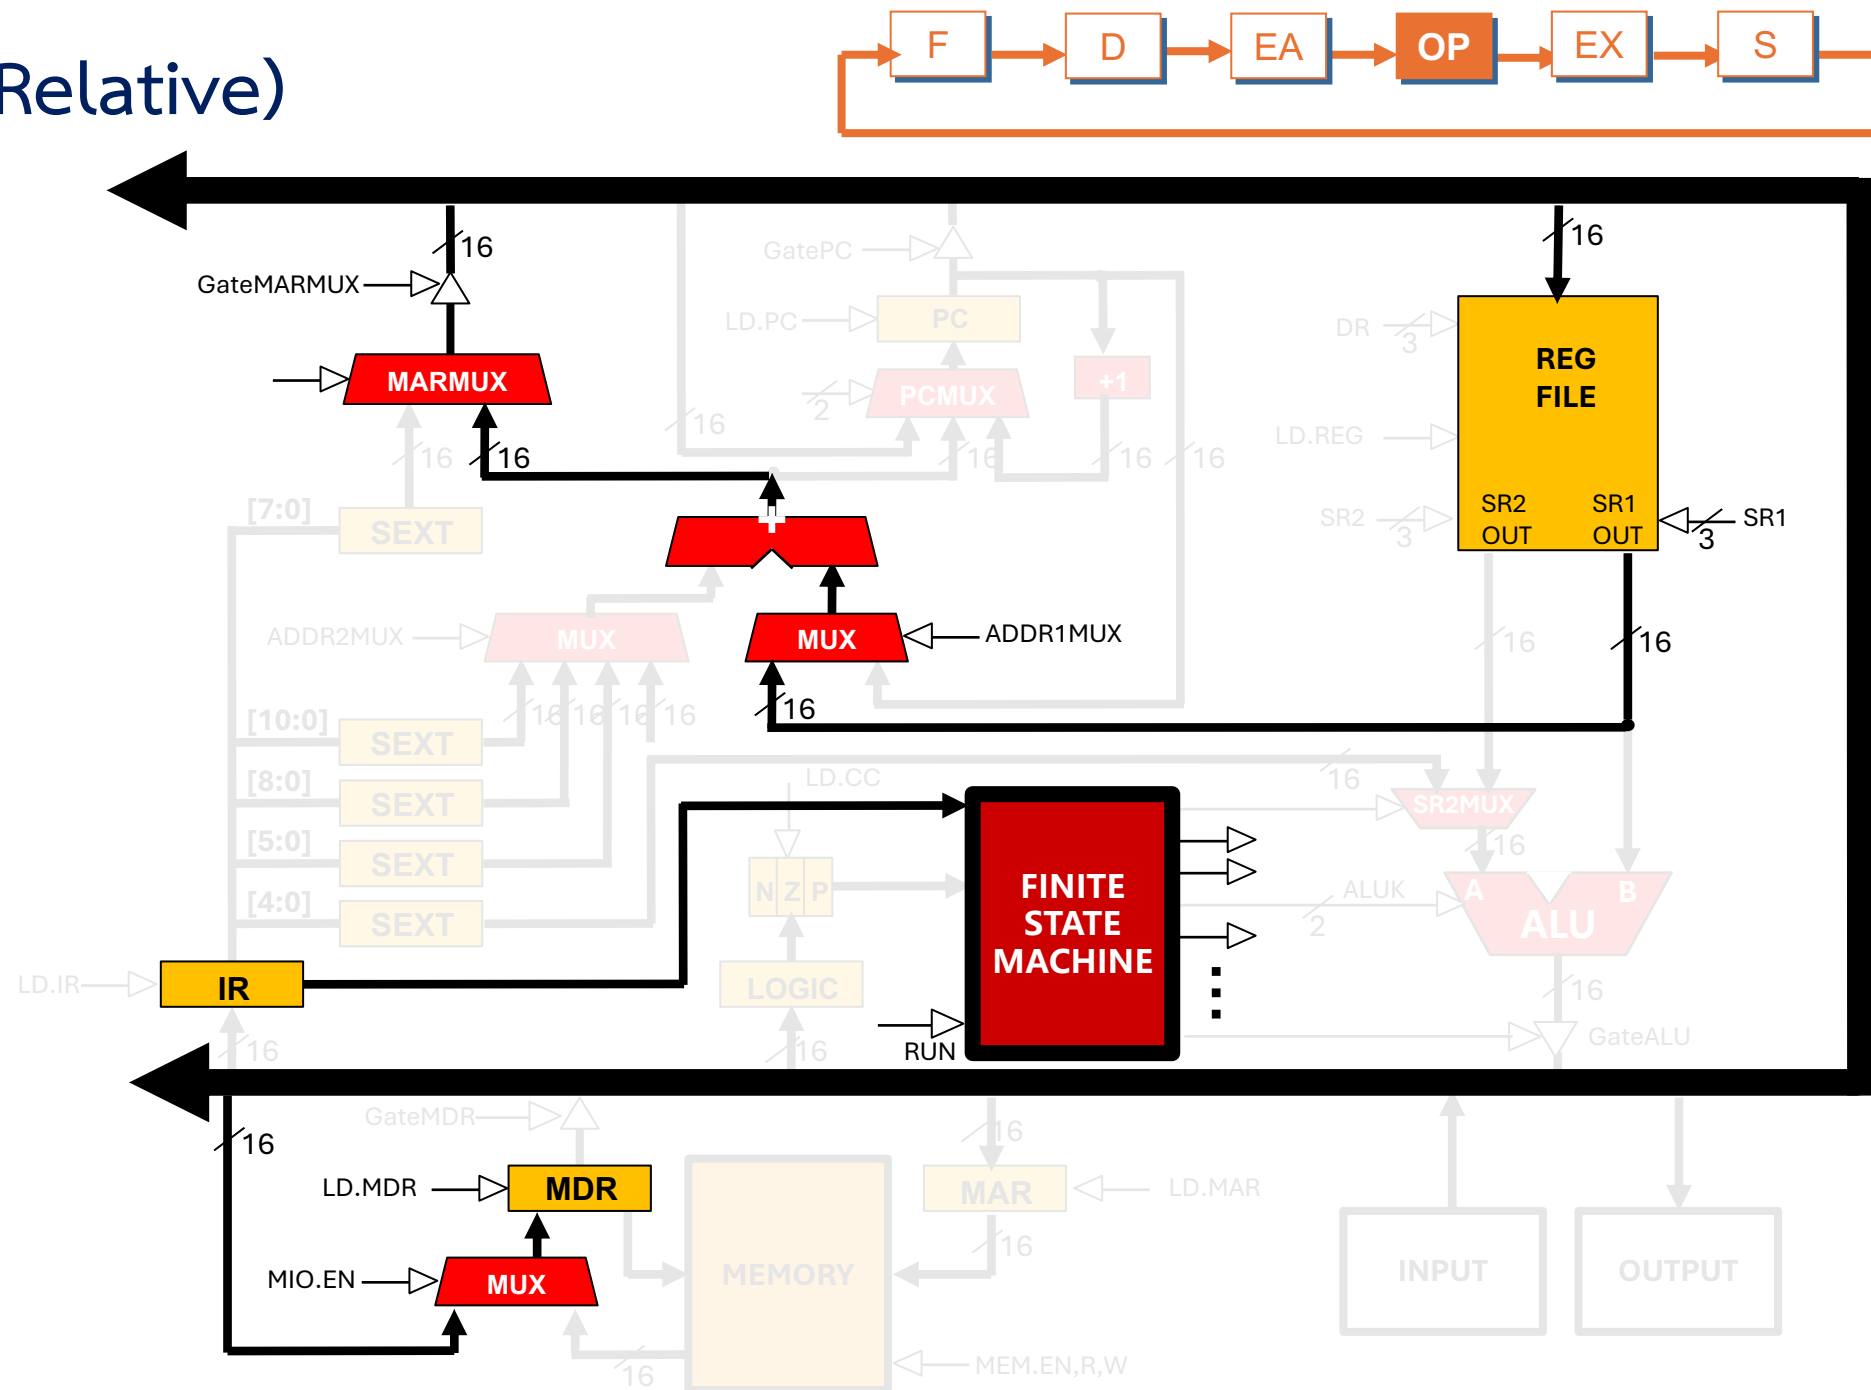 F
D
EA
OP
EX
S
Relative)
16
GateMARMUX
MARMUX
16
16
GatePC
LD.PC
PC
2
PCMUX
+1
16
16
16
16
16
DR
3
REG
FILE
LD.REG
SR2
3
SR2
OUT
SR1
OUT
3
SR1
[7:0]
SEXT
+
ADDR2MUX
MUX
MUX
ADDR1MUX
16
16
16
16
16
16
16
[10:0]
SEXT
[8:0]
SEXT
[5:0]
SEXT
[4:0]
SEXT
LD.CC
N
Z
P
LOGIC
16
FINITE
STATE
MACHINE
RUN
16
SR2MUX
16
ALUK
2
A
B
ALU
16
GateALU
LD.IR
IR
16
16
GateMDR
LD.MDR
MDR
MIO.EN
MUX
16
MEMORY
16
MAR
LD.MAR
16
MEM.EN,R,W
INPUT
OUTPUT